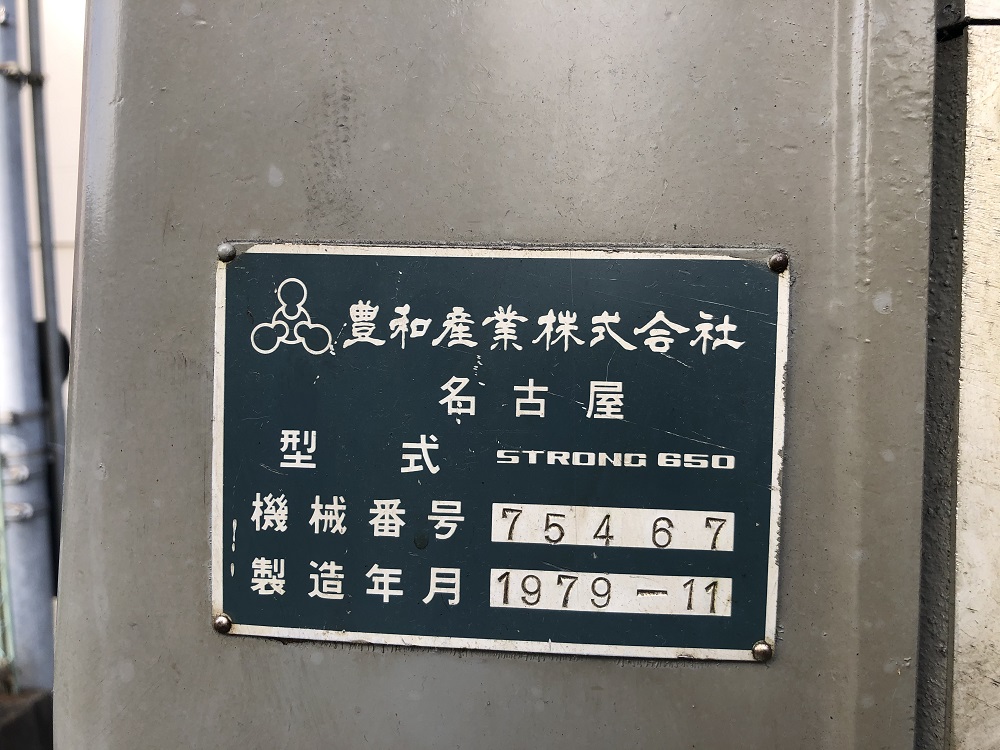 豊和産業株式会社
名古屋
型式 STRONG 650
機械番号 75467
製造年月 1979-11